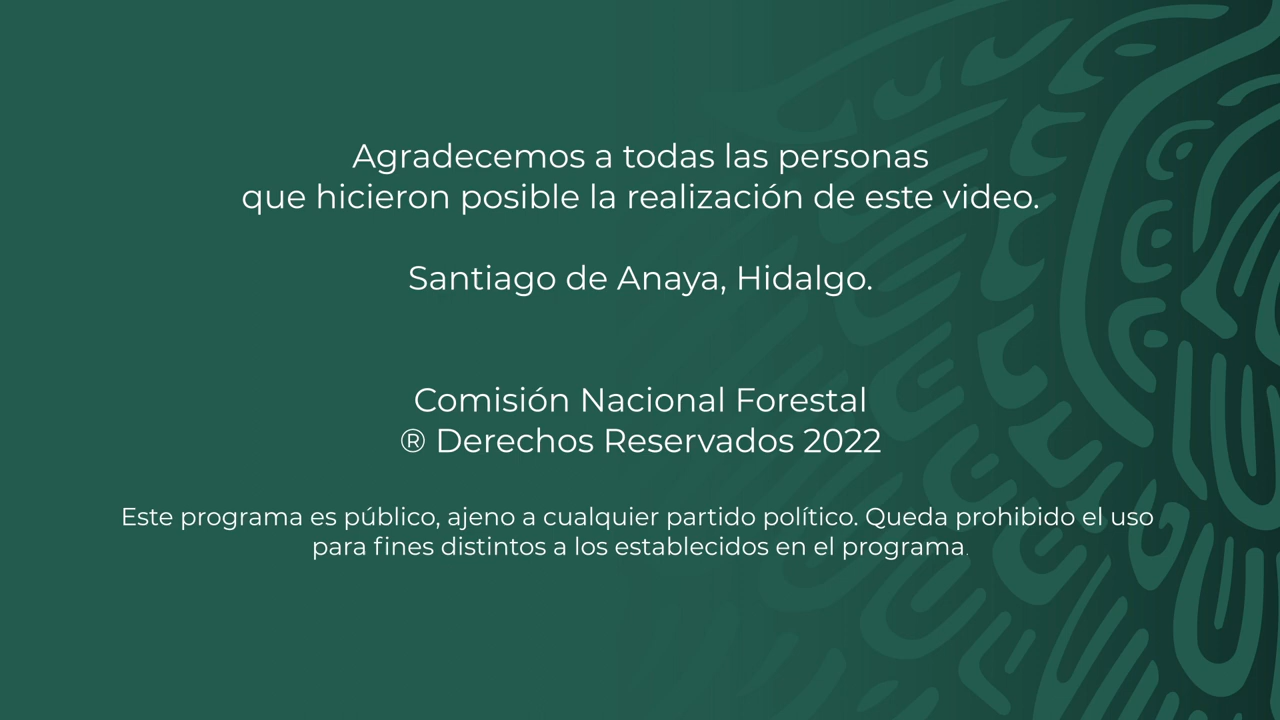 Agradecemos a todas las personas
que hicieron posible la realización de este video.
Santiago de Anaya, Hidalgo.
Comisión Nacional Forestal
® Derechos Reservados 2022
Este programa es público, ajeno a cualquier partido político. Queda prohibido el uso
para fines distintos a los establecidos en el programa.